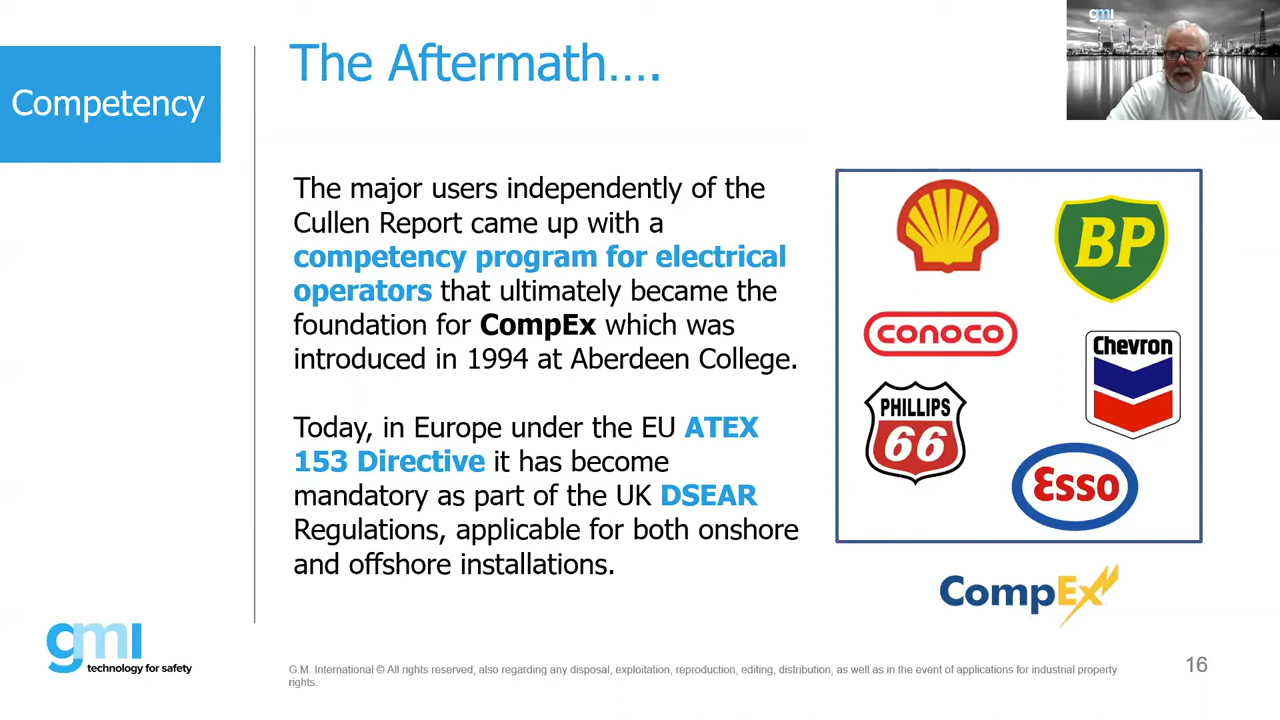 Competency
The Aftermath….
gmi
The major users independently of the
Cullen Report came up with a
competency program for electrical
operators that ultimately became the
foundation for CompEx which was
introduced in 1994 at Aberdeen College.
Today, in Europe under the EU ATEX
153 Directive it has become
mandatory as part of the UK DSEAR
Regulations, applicable for both onshore
and offshore installations.
BP
conoco
Chevron
PHILLIPS
66
Esso
CompEx
gmi
technology for safety
G.M. International © All rights reserved, also regarding any disposal, exploitation, reproduction, editing, distribution, as well as in the event of applications for industrial property
rights.
16